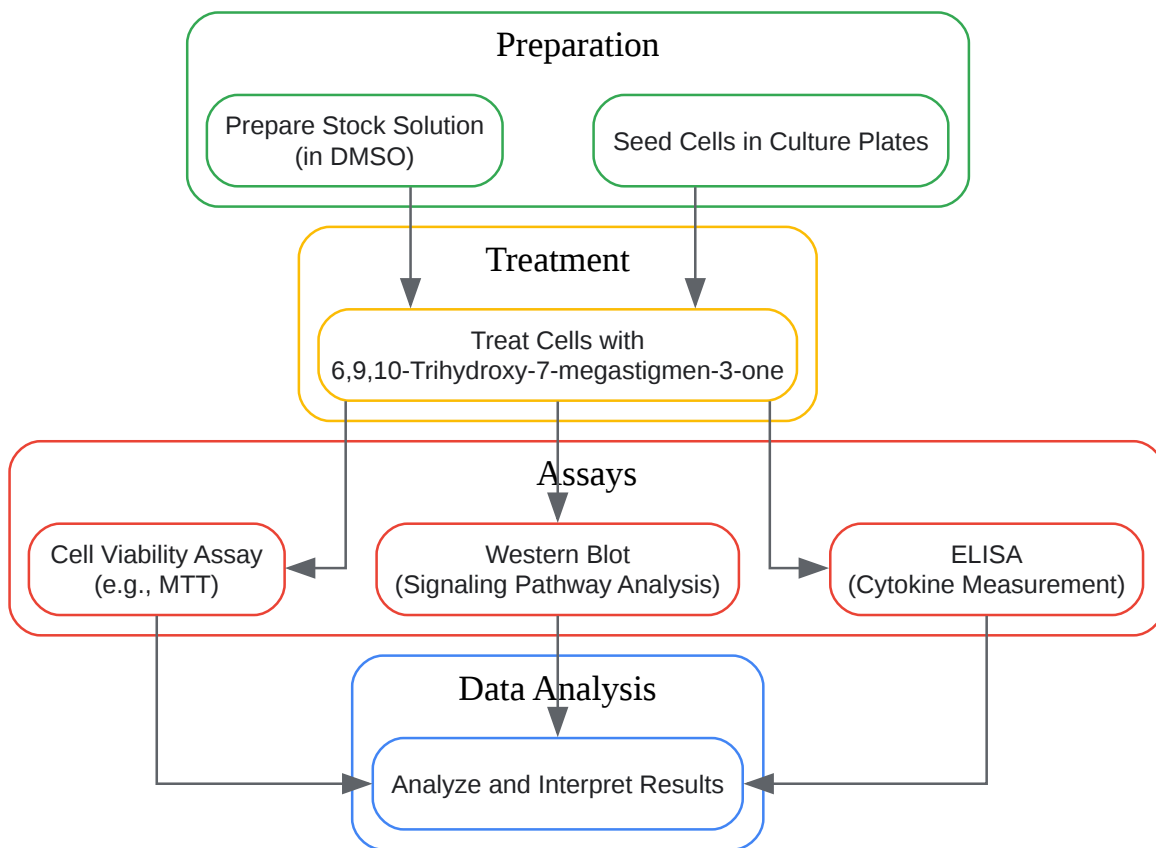 Preparation
Prepare Stock Solution
(in DMSO)
Seed Cells in Culture Plates
Treatment
Treat Cells with
6,9,10-Trihydroxy-7-megastigmen-3-one
Assays
Cell Viability Assay
(e.g., MTT)
Western Blot
(Signaling Pathway Analysis)
ELISA
(Cytokine Measurement)
Data Analysis
Analyze and Interpret Results